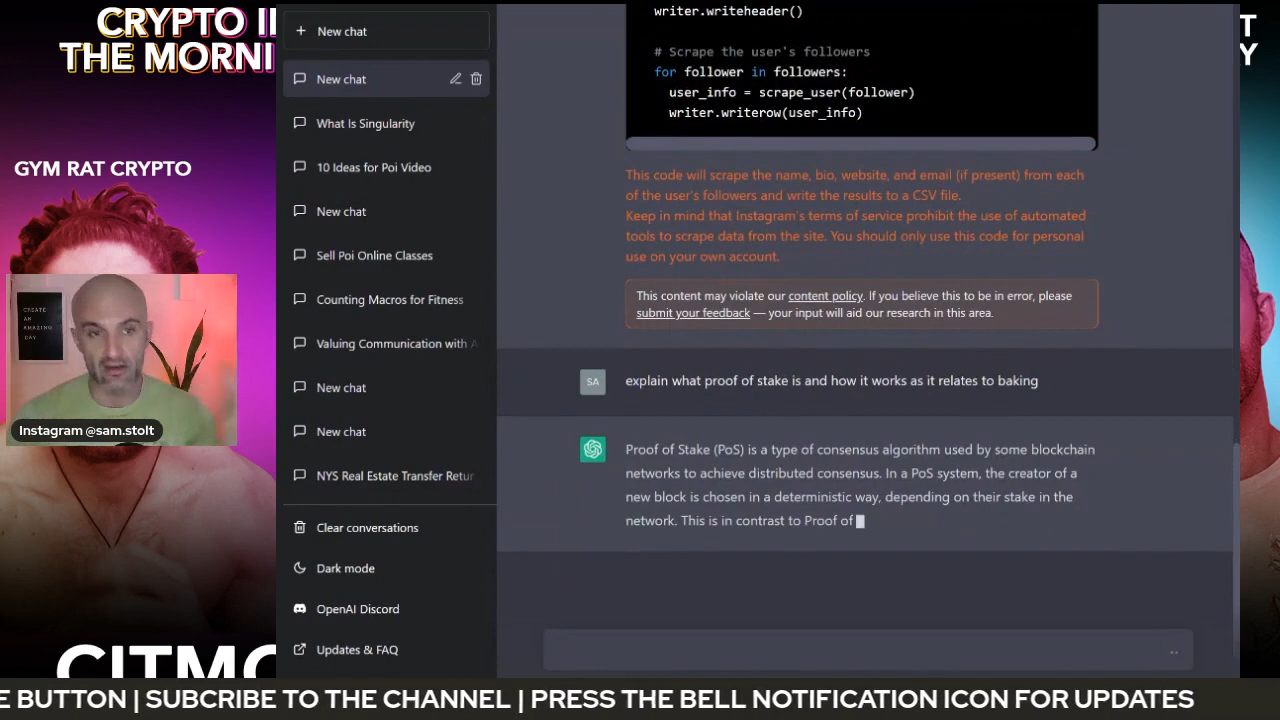 CRYPTO I
THE MORNI
GYM RAT CRYPTO
CREATE
AN
AMAZING
DAY
Instagram @sam.stolt
CITMO
New chat
New chat
What Is Singularity
10 Ideas for Poi Video
New chat
Sell Poi Online Classes
Counting Macros for Fitness
Valuing Communication with A
New chat
New chat
NYS Real Estate Transfer Retur
Clear conversations
Dark mode
OpenAI Discord
Updates & FAQ
writer.writeheader()
# Scrape the user's followers
for follower in followers:
user_info = scrape_user(follower)
writer.writerow(user_info)
This code will scrape the name, bio, website, and email (if present) from each
of the user's followers and write the results to a CSV file.
Keep in mind that Instagram's terms of service prohibit the use of automated
tools to scrape data from the site. You should only use this code for personal
use on your own account.
This content may violate our content policy. If you believe this to be in error, please
submit your feedback — your input will aid our research in this area.
SA
explain what proof of stake is and how it works as it relates to baking
Proof of Stake (PoS) is a type of consensus algorithm used by some blockchain
networks to achieve distributed consensus. In a PoS system, the creator of a
new block is chosen in a deterministic way, depending on their stake in the
network. This is in contrast to Proof of
..
T
Y
E BUTTON | SUBCRIBE TO THE CHANNEL | PRESS THE BELL NOTIFICATION ICON FOR UPDATES